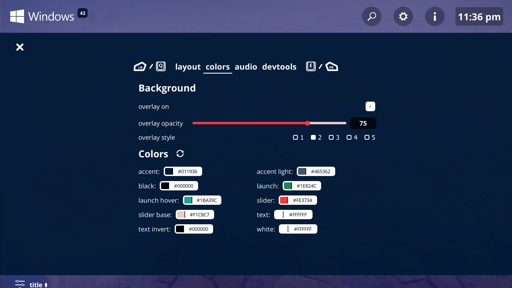 Windows 43
11:36 pm
/ Q layout colors audio devtools E /
Background
overlay on
overlay opacity 75
overlay style 1 2 3 4 5
Colors
accent: #011936 accent light: #465362
black: #000000 launch: #1E824C
launch hover: #1BA39C slider: #FE3734
slider base: #F1CBC7 text: #FFFFFF
text invert: #000000 white: #FFFFFF
title